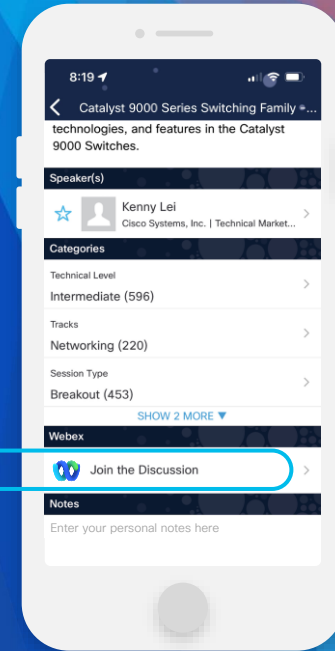 8:19
Catalyst 9000 Series Switching Family
technologies, and features in the Catalyst
9000 Switches.
Speaker(s)
Kenny Lei
Cisco Systems, Inc. | Technical Market...
Categories
Technical Level
Intermediate (596)
Tracks
Networking (220)
Session Type
Breakout (453)
SHOW 2 MORE ▼
Webex
Join the Discussion
Notes
Enter your personal notes here